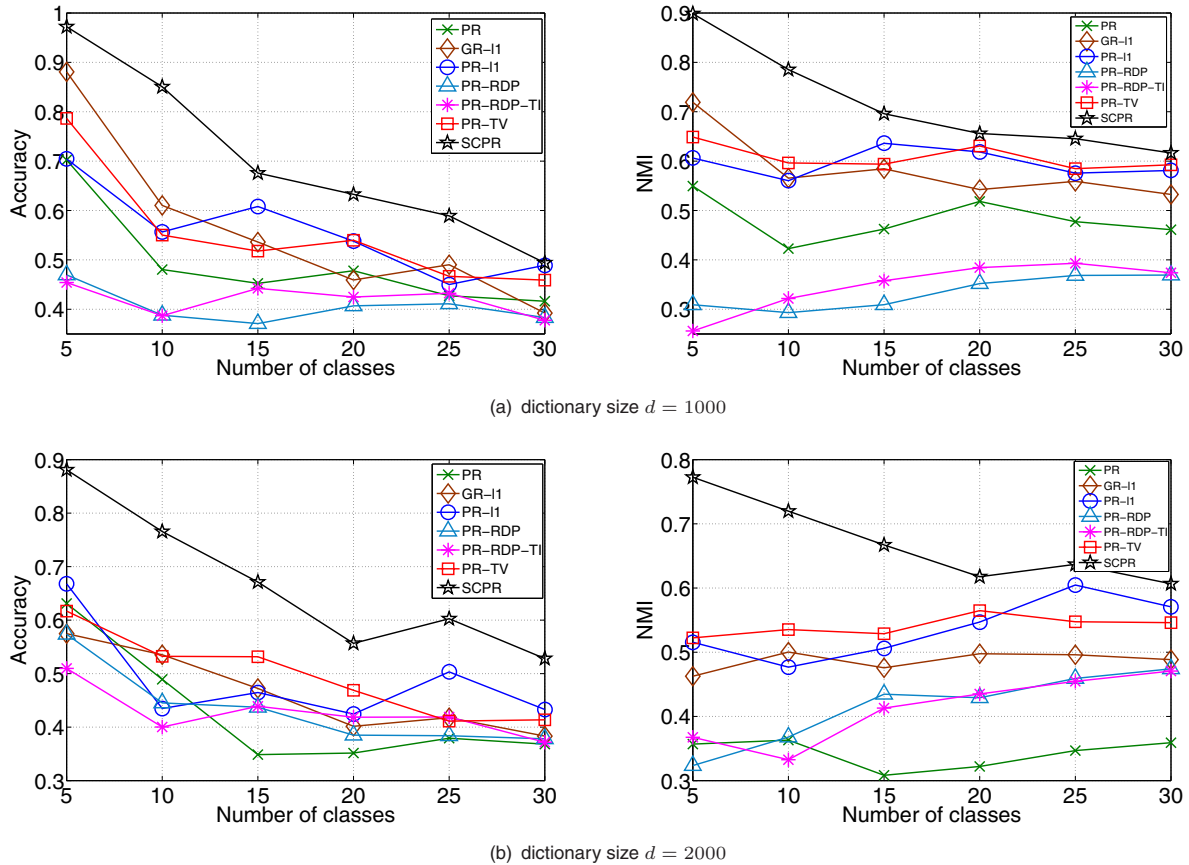 1
0.9
0.8
0.7
0.6
0.5
0.4
Accuracy
5 10 15 20 25 30
Number of classes
PR
GR-l1
PR-l1
PR-RDP
PR-RDP-TI
PR-TV
SCPR
0.9
0.8
0.7
0.6
0.5
0.4
0.3
NMI
5 10 15 20 25 30
Number of classes
PR
GR-l1
PR-l1
PR-RDP
PR-RDP-TI
PR-TV
SCPR
(a) dictionary size d = 1000
0.9
0.8
0.7
0.6
0.5
0.4
0.3
Accuracy
5 10 15 20 25 30
Number of classes
PR
GR-l1
PR-l1
PR-RDP
PR-RDP-TI
PR-TV
SCPR
0.8
0.7
0.6
0.5
0.4
0.3
NMI
5 10 15 20 25 30
Number of classes
PR
GR-l1
PR-l1
PR-RDP
PR-RDP-TI
PR-TV
SCPR
(b) dictionary size d = 2000